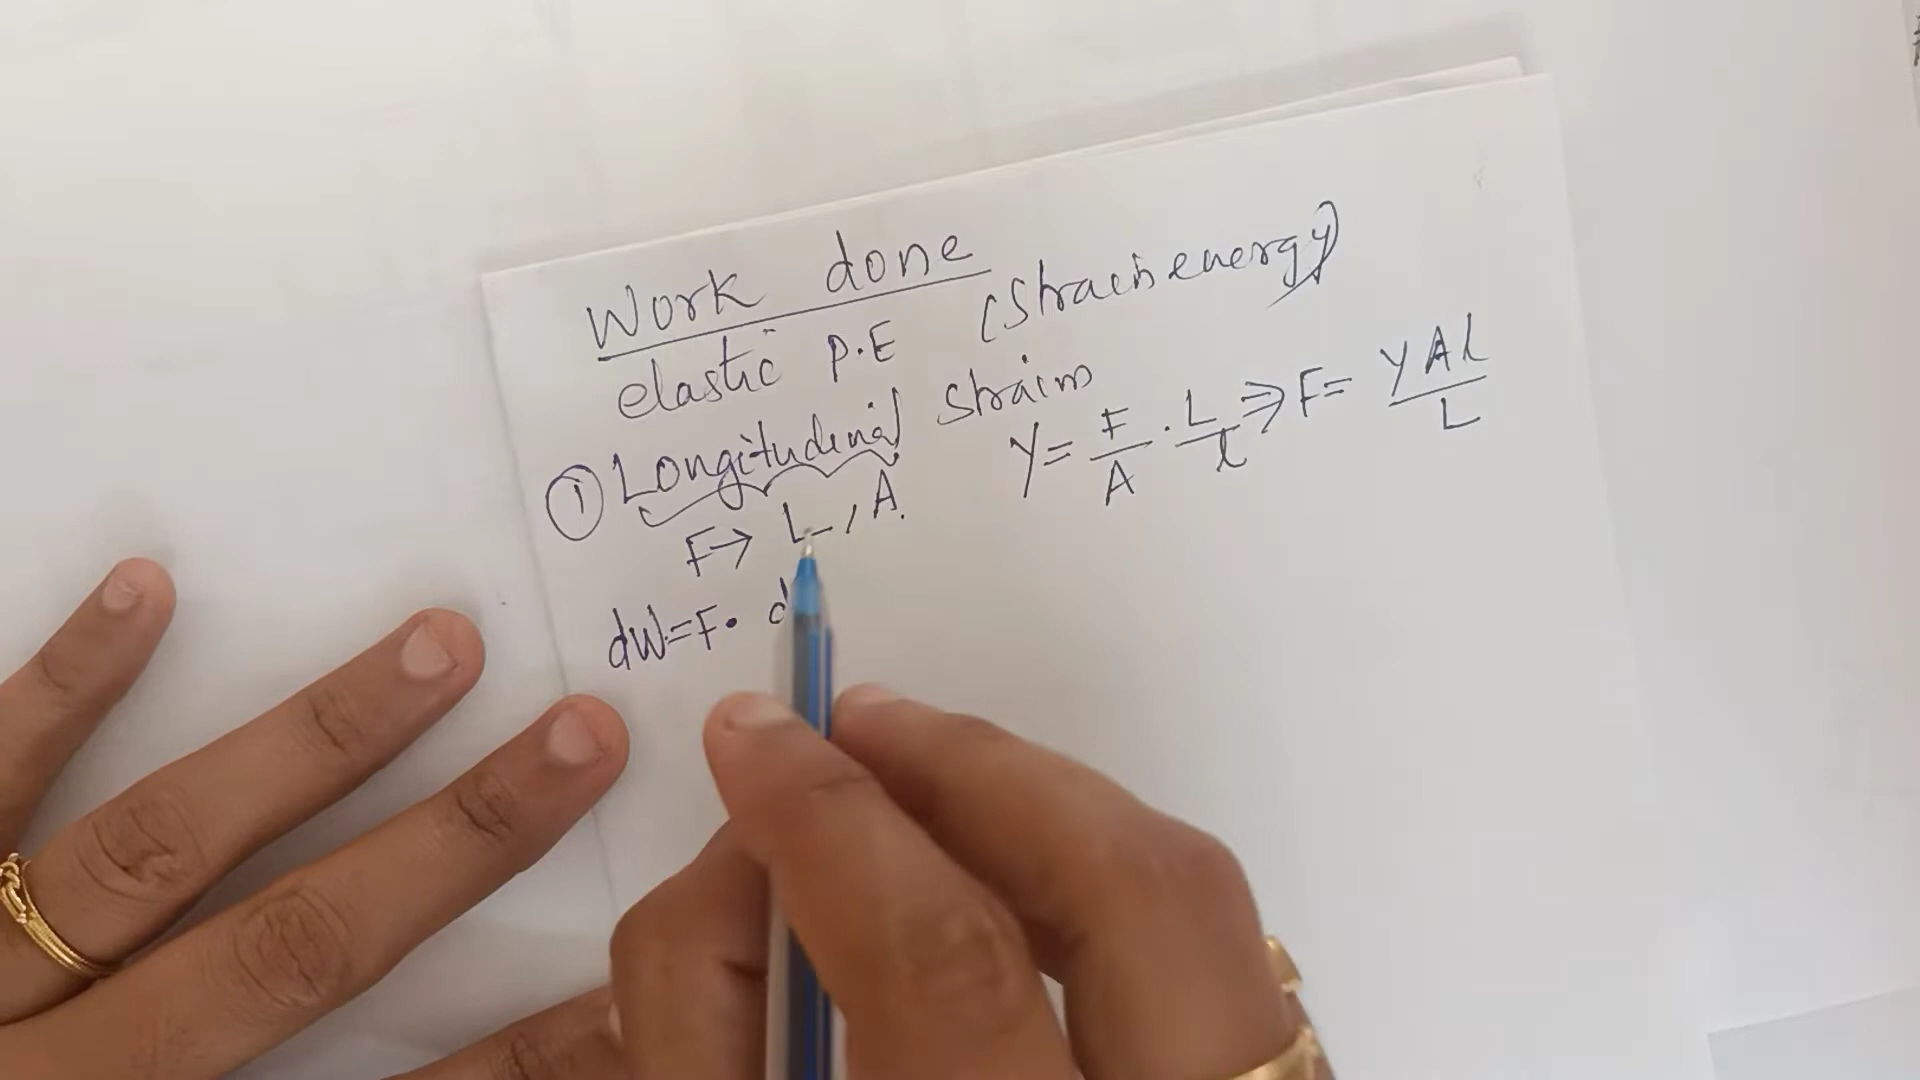 Work done
elastic P.E (Strain energy)
① Longitudinal Strain
Y = F/A . L/l ⇒ F = YAl/L
F → L, A.
dW = F.